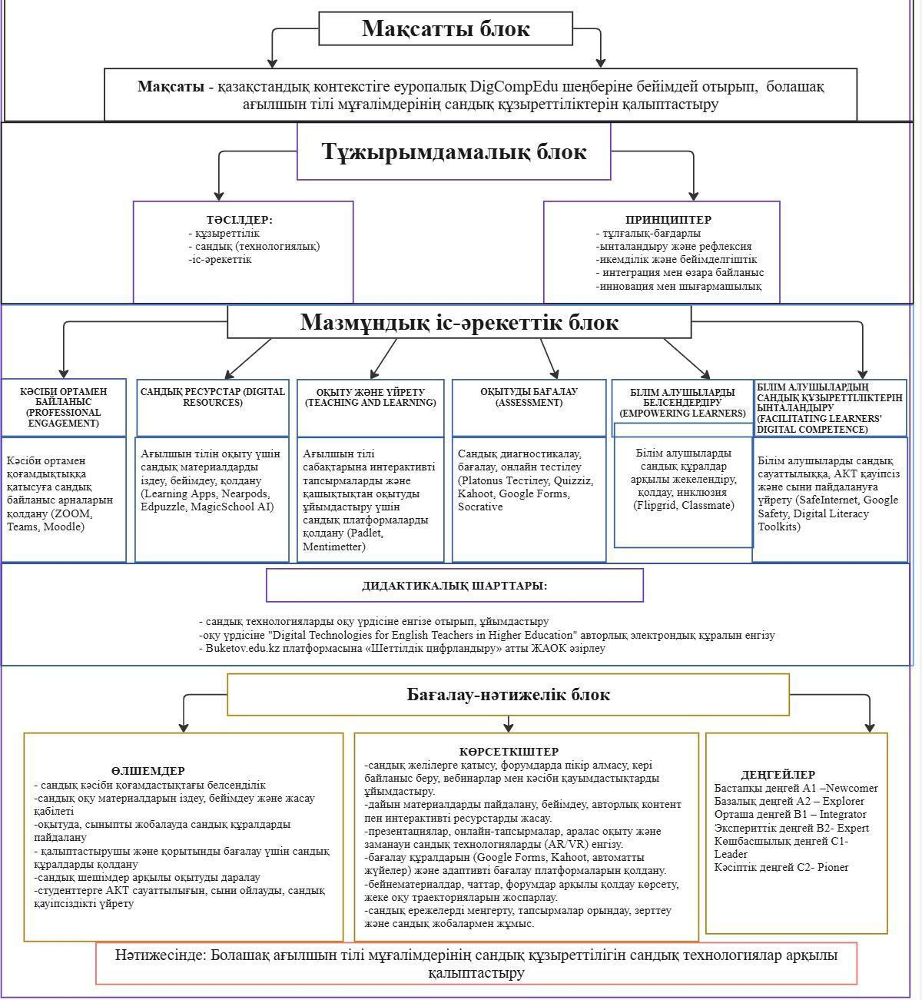 Мақсатты блок
Мақсаты - қазақстандық контекстіге еуропалық DigCompEdu шеңберіне бейімдей отырып, болашақ
ағылшын тілі мұғалімдерінің сандық құзыреттіліктерін қалыптастыру
Тұжырымдамалық блок
ТӘСІЛДЕР:
- құзыреттілік
- сандық (технологиялық)
-іс-әрекеттік
ПРИНЦИПТЕР
- тұлғалық-бағдарлы
-ынталандыру және рефлексия
-икемділік және бейімделгіштік
- интеграция мен өзара байланыс
-инновация мен шығармашылық
Мазмұндық іс-әрекеттік блок
КӘСІБИ ОРТАМЕН
БАЙЛАНЫС
(PROFESSIONAL
ENGAGEMENT)
Кәсіби ортамен
қоғамдықтыққа
қатысуға сандық
байланыс арналарын
қолдану (ZOOM,
Teams, Moodle)
САНДЫҚ РЕСУРСТАР (DIGITAL
RESOURCES)
Ағылшын тілін оқыту үшін
сандық материалдарды
іздеу, бейімдеу, қолдану
(Learning Apps, Nearpods,
Edpuzzle, MagicSchool AI)
ОҚЫТУ ЖӘНЕ ҮЙРЕТУ
(TEACHING AND LEARNING)
Ағылшын тілі
сабақтарына интерактивті
тапсырмаларды және
қашықтықтан оқытуды
ұйымдастыру үшін
сандық платформаларды
қолдану (Padlet,
Mentimetter)
ОҚЫТУДЫ БАҒАЛАУ
(ASSESSMENT)
Сандық диагностикалау,
бағалау, онлайн тестілеу
(Platonus Тестілеу, Quizziz,
Kahoot, Google Forms,
Socrative
БІЛІМ АЛУШЫЛАРДЫ
БЕЛСЕНДЕРДІРУ
(EMPOWERING LEARNERS)
Білім алушыларды
сандық құралдар
арқылы жекелендіру,
қолдау, инклюзия
(Flipgrid, Classmate)
БІЛІМ АЛУШЫЛАРДЫҢ
САНДЫҚ ҚҰЗЫРЕТТІЛІКТЕРІН
ЫНТАЛАНДЫРУ
(FACILITATING LEARNERS'
DIGITAL COMPETENCE)
Білім алушыларды сандық
сауаттылыққа, АКТ қауіпсіз
және сыни пайдалануға
үйрету (SafeInternet, Google
Safety, Digital Literacy
Toolkits)
ДИДАКТИКАЛЫҚ ШАРТТАРЫ:
- сандық технологияларды оқу үрдісіне енгізе отырып, ұйымдастыру
-оқу үрдісіне "Digital Technologies for English Teachers in Higher Education" авторлық электрондық құралын енгізу
- Buketov.edu.kz платформасына «Шеттілдік цифрландыру» атты ЖАОК әзірлеу
Бағалау-нәтижелік блок
ӨЛШЕМДЕР
- сандық кәсіби қоғамдастықтағы белсенділік
-сандық оқу материалдарын іздеу, бейімдеу және жасау
қабілеті
-оқытуда, сыныпты жобалауда сандық құралдарды
пайдалану
- қалыптастырушы және қорытынды бағалау үшін сандық
құралдарды қолдану
-сандық шешімдер арқылы оқытуды даралау
-студенттерге АКТ сауаттылығын, сыни ойлауды, сандық
қауіпсіздікті үйрету
КӨРСЕТКІШТЕР
-сандық желілерге қатысу, форумдарда пікір алмасу, кері
байланыс беру, вебинарлар мен кәсіби қауымдастықтарды
ұйымдастыру.
-дайын материалдарды пайдалану, бейімдеу, авторлық контент
пен интерактивті ресурстарды жасау.
-презентациялар, онлайн-тапсырмалар, аралас оқыту және
заманауи сандық технологияларды (AR/VR) енгізу.
-бағалау құралдарын (Google Forms, Kahoot, автоматты
жүйелер) және адаптивті бағалау платформаларын қолдану.
-бейнематериалдар, чаттар, форумдар арқылы қолдау көрсету,
жеке оқу траекторияларын жоспарлау.
-сандық ережелерді меңгерту, тапсырмалар орындау, зерттеу
және сандық жобалармен жұмыс.
ДЕҢГЕЙЛЕР
Бастапқы деңгей A1 –Newcomer
Базалық деңгей A2 – Explorer
Орташа деңгей B1 – Integrator
Экспериттік деңгей B2- Expert
Көшбасшылық деңгей C1-
Leader
Кәсіптік деңгей C2- Pioner
Нәтижесінде: Болашақ ағылшын тілі мұғалімдерінің сандық құзыреттілігін сандық технологиялар арқылы
қалыптастыру